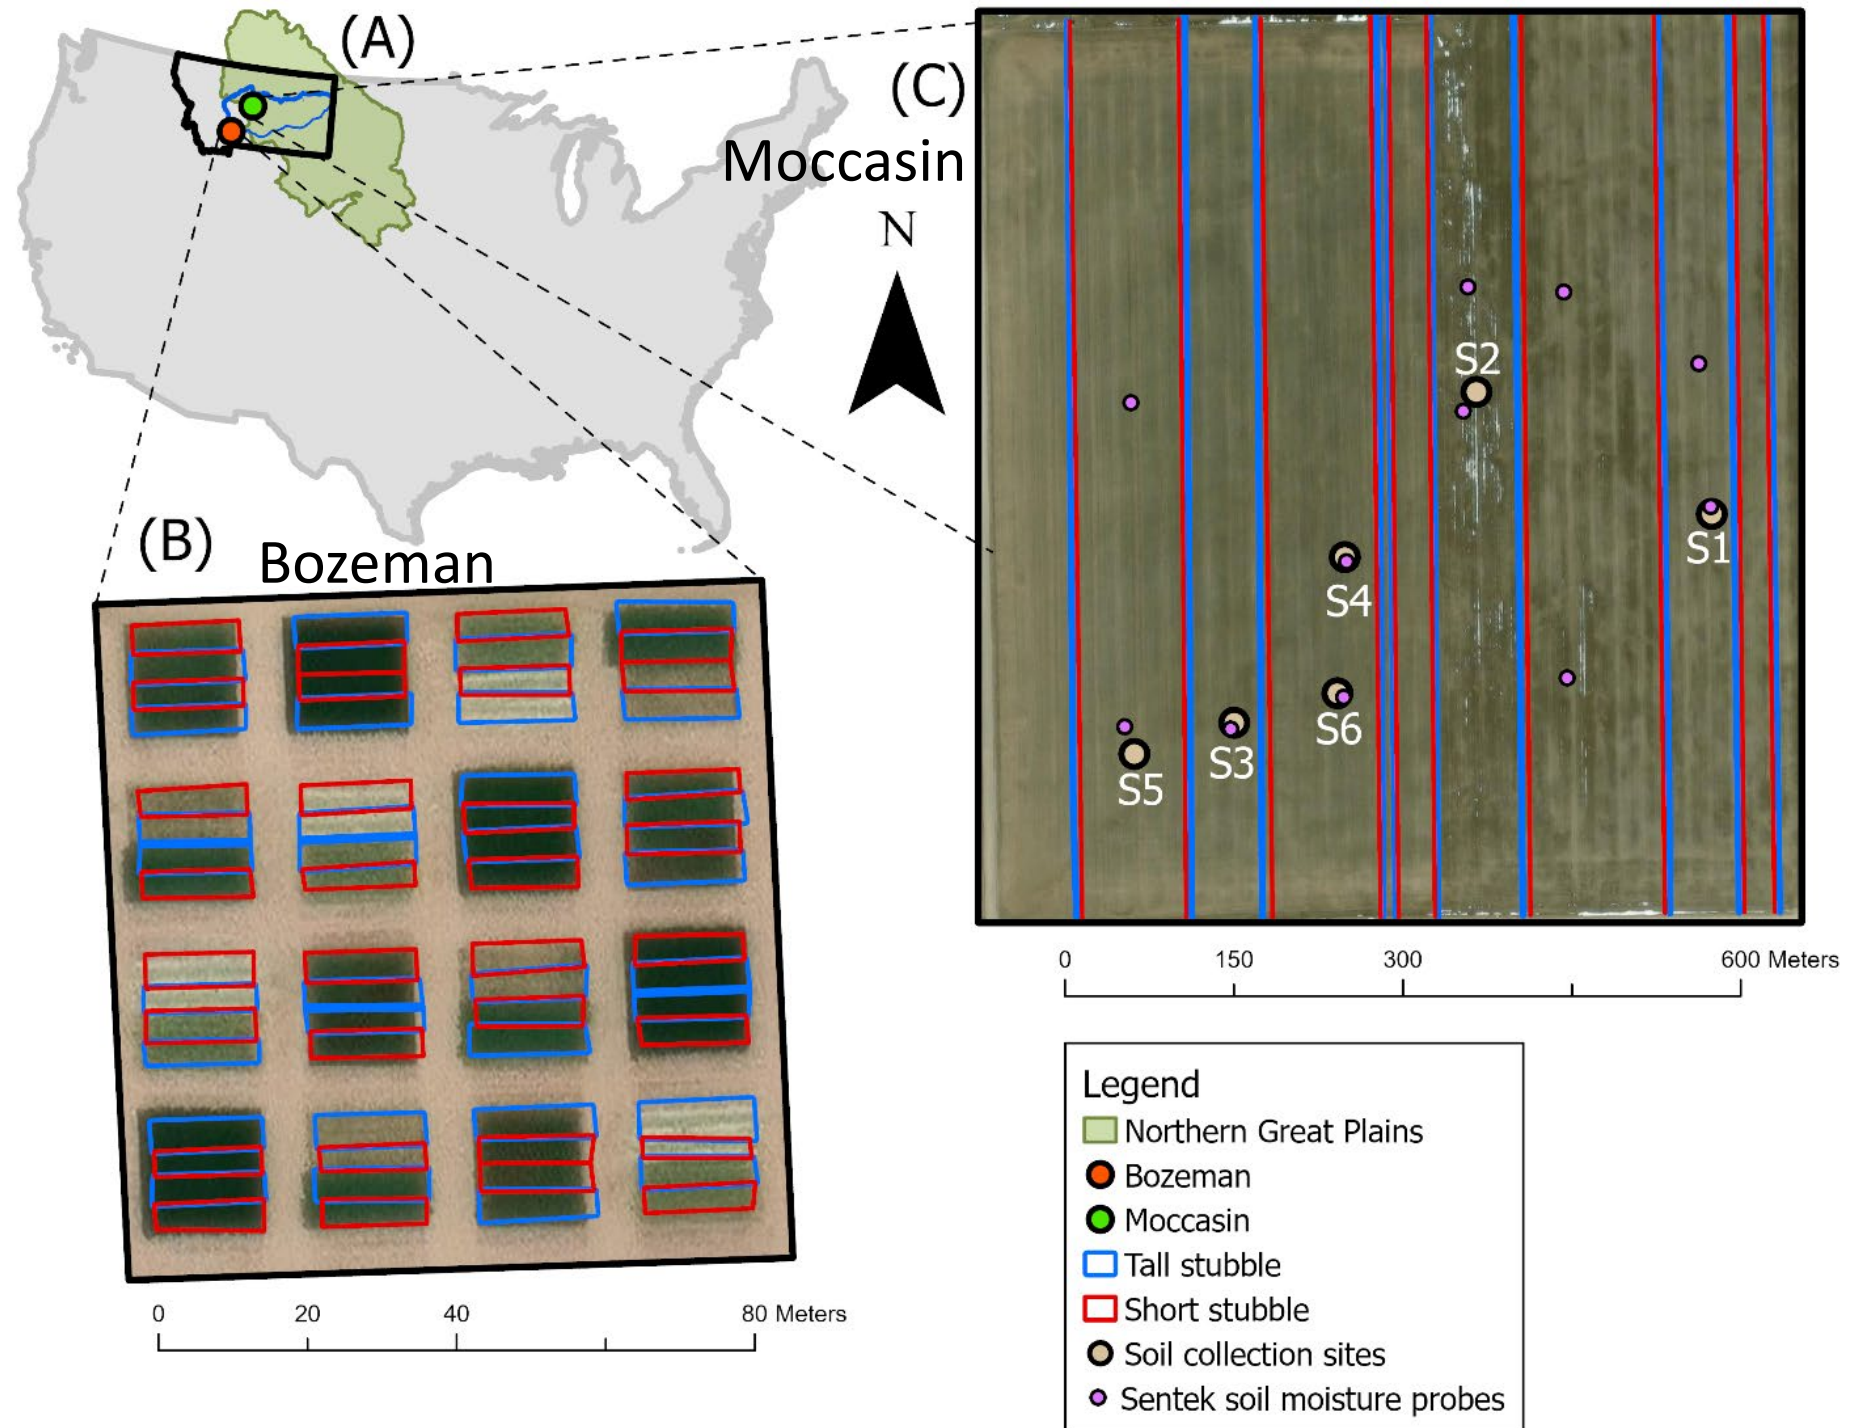 (A)
(C)
Moccasin
N
S2
S1
S4
S6
S3
S5
0 150 300 600 Meters
(B)
Bozeman
0 20 40 80 Meters
Legend
Northern Great Plains
Bozeman
Moccasin
Tall stubble
Short stubble
Soil collection sites
Sentek soil moisture probes